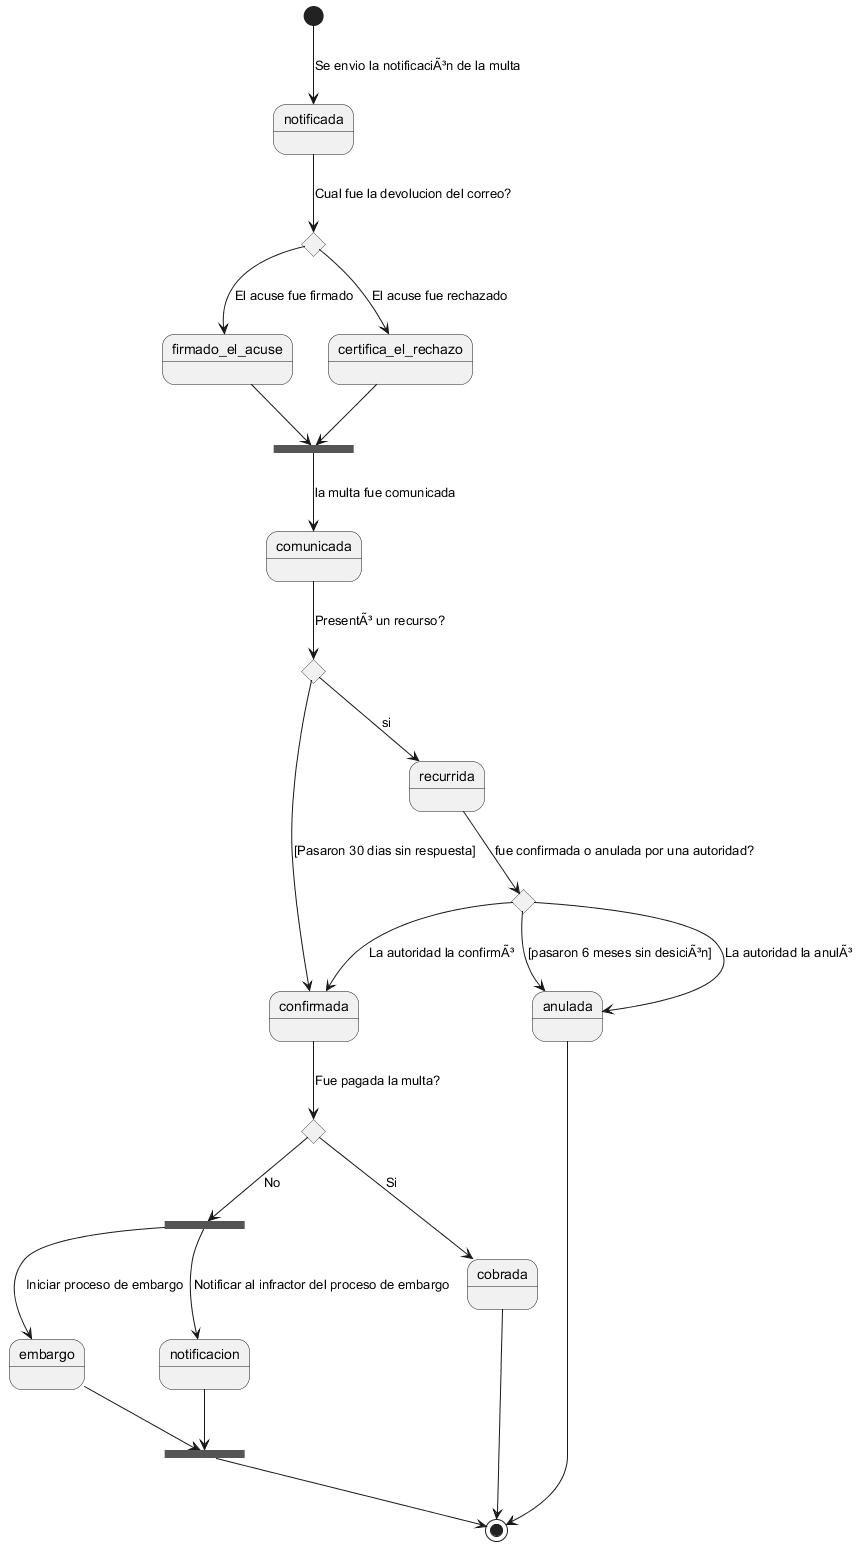 Se envio la notificaciÃ³n de la multa
notificada
Cual fue la devolucion del correo?
El acuse fue firmado
El acuse fue rechazado
firmado_el_acuse
certifica_el_rechazo
la multa fue comunicada
comunicada
PresentÃ³ un recurso?
si
recurrida
[Pasaron 30 dias sin respuesta]
fue confirmada o anulada por una autoridad?
La autoridad la confirmÃ³
[pasaron 6 meses sin desiciÃ³n]
La autoridad la anulÃ³
confirmada
anulada
Fue pagada la multa?
No
Si
cobrada
Iniciar proceso de embargo
Notificar al infractor del proceso de embargo
embargo
notificacion